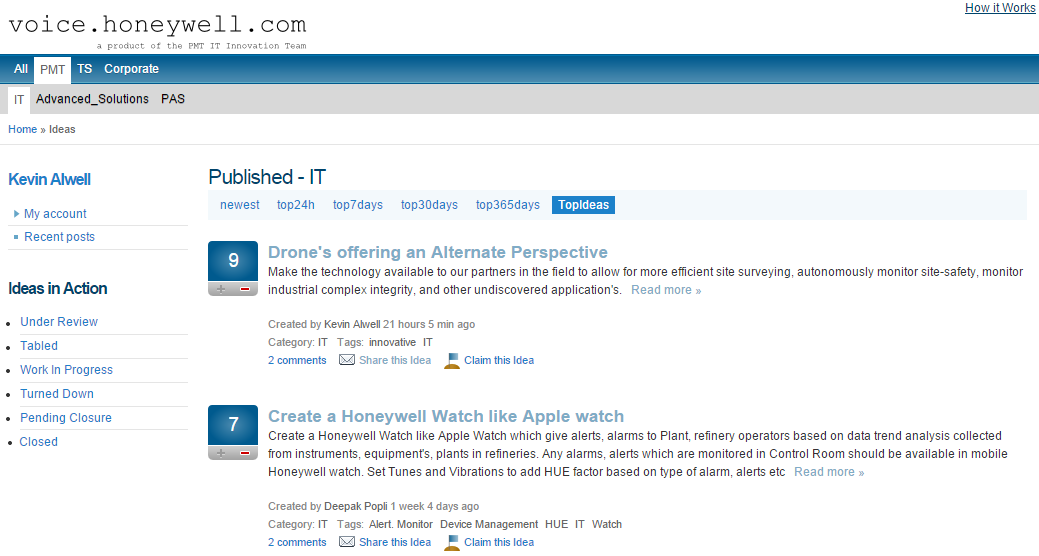 How it Works
voice.honeywell.com
a product of the PMT IT Innovation Team
All PMT TS Corporate
IT Advanced_Solutions PAS
Home » Ideas
Kevin Alwell
My account
Recent posts
Ideas in Action
Under Review
Tabled
Work In Progress
Turned Down
Pending Closure
Closed
Published - IT
newest top24h top7days top30days top365days TopIdeas
9
Drone's offering an Alternate Perspective
Make the technology available to our partners in the field to allow for more efficient site surveying, autonomously monitor site-safety, monitor
industrial complex integrity, and other undiscovered application's. Read more »
Created by Kevin Alwell 21 hours 5 min ago
Category: IT Tags: innovative IT
2 comments Share this Idea Claim this Idea
7
Create a Honeywell Watch like Apple watch
Create a Honeywell Watch like Apple Watch which give alerts, alarms to Plant, refinery operators based on data trend analysis collected
from instruments, equipment's, plants in refineries. Any alarms, alerts which are monitored in Control Room should be available in mobile
Honeywell watch. Set Tunes and Vibrations to add HUE factor based on type of alarm, alerts etc Read more »
Created by Deepak Popli 1 week 4 days ago
Category: IT Tags: Alert. Monitor Device Management HUE IT Watch
2 comments Share this Idea Claim this Idea